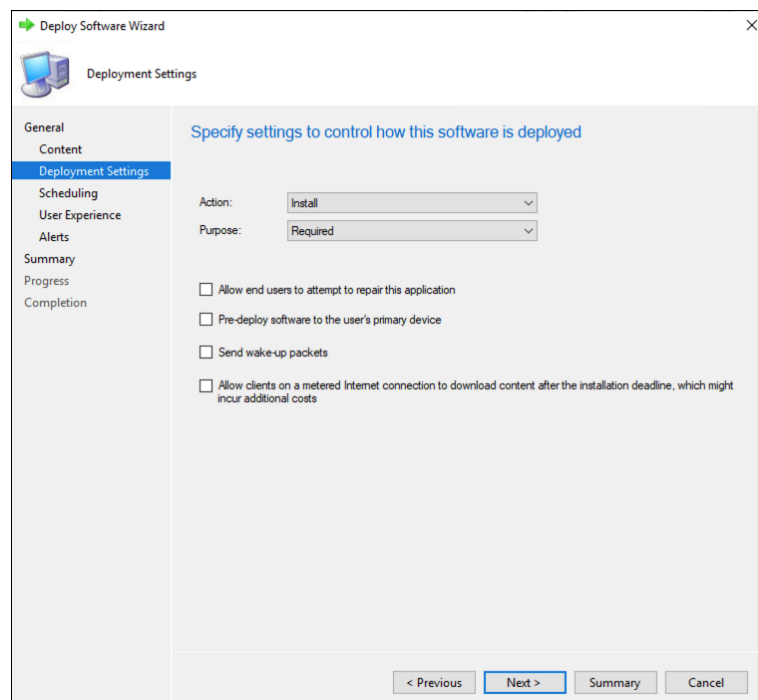 Deploy Software Wizard
Deployment Settings
General
Content
Deployment Settings
Scheduling
User Experience
Alerts
Summary
Progress
Completion
Specify settings to control how this software is deployed
Action:
Install
Purpose:
Required
Allow end users to attempt to repair this application
Pre-deploy software to the user's primary device
Send wake-up packets
Allow clients on a metered Internet connection to download content after the installation deadline, which might
incur additional costs
< Previous
Next >
Summary
Cancel